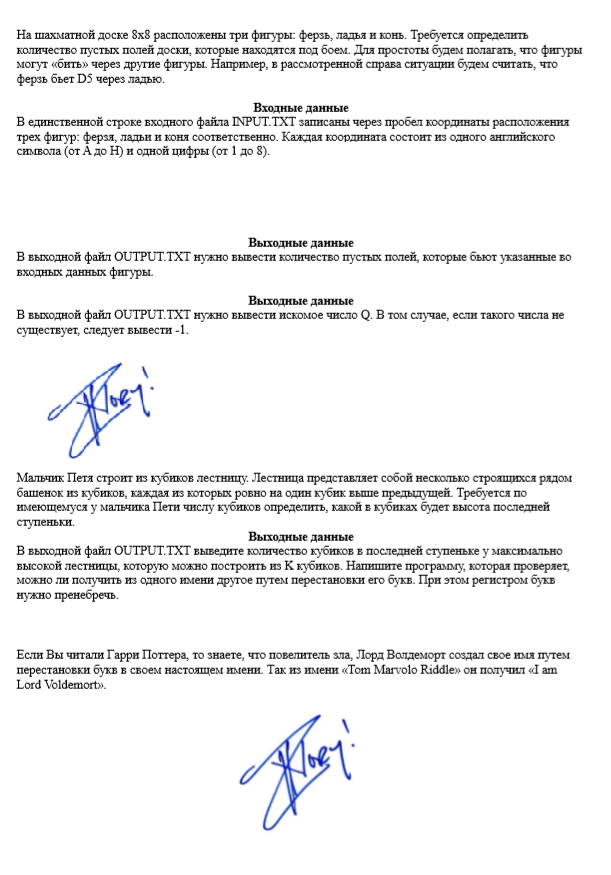 На шахматной доске 8х8 расположены три фигуры: ферзь, ладья и конь. Требуется определить
количество пустых полей доски, которые находятся под боем. Для простоты будем полагать, что фигуры
могут «бить» через другие фигуры. Например, в рассмотренной справа ситуации будем считать, что
ферзь бьет D5 через ладью.
Входные данные
В единственной строке входного файла INPUT.TXT записаны через пробел координаты расположения
трех фигур: ферзя, ладьи и коня соответственно. Каждая координата состоит из одного английского
символа (от A до H) и одной цифры (от 1 до 8).
Выходные данные
В выходной файл OUTPUT.TXT нужно вывести количество пустых полей, которые бьют указанные во
входных данных фигуры.
Выходные данные
В выходной файл OUTPUT.TXT нужно вывести искомое число Q. В том случае, если такого числа не
существует, следует вывести -1.
Мальчик Петя строит из кубиков лестницу. Лестница представляет собой несколько строящихся рядом
башенок из кубиков, каждая из которых ровно на один кубик выше предыдущей. Требуется по
имеющемуся у мальчика Пети числу кубиков определить, какой в кубиках будет высота последней
ступеньки.
Выходные данные
В выходной файл OUTPUT.TXT выведите количество кубиков в последней ступеньке у максимально
высокой лестницы, которую можно построить из K кубиков. Напишите программу, которая проверяет,
можно ли получить из одного имени другое путем перестановки его букв. При этом регистром букв
нужно пренебречь.
Если Вы читали Гарри Поттера, то знаете, что повелитель зла, Лорд Волдеморт создал свое имя путем
перестановки букв в своем настоящем имени. Так из имени «Tom Marvolo Riddle» он получил «I am
Lord Voldemort».